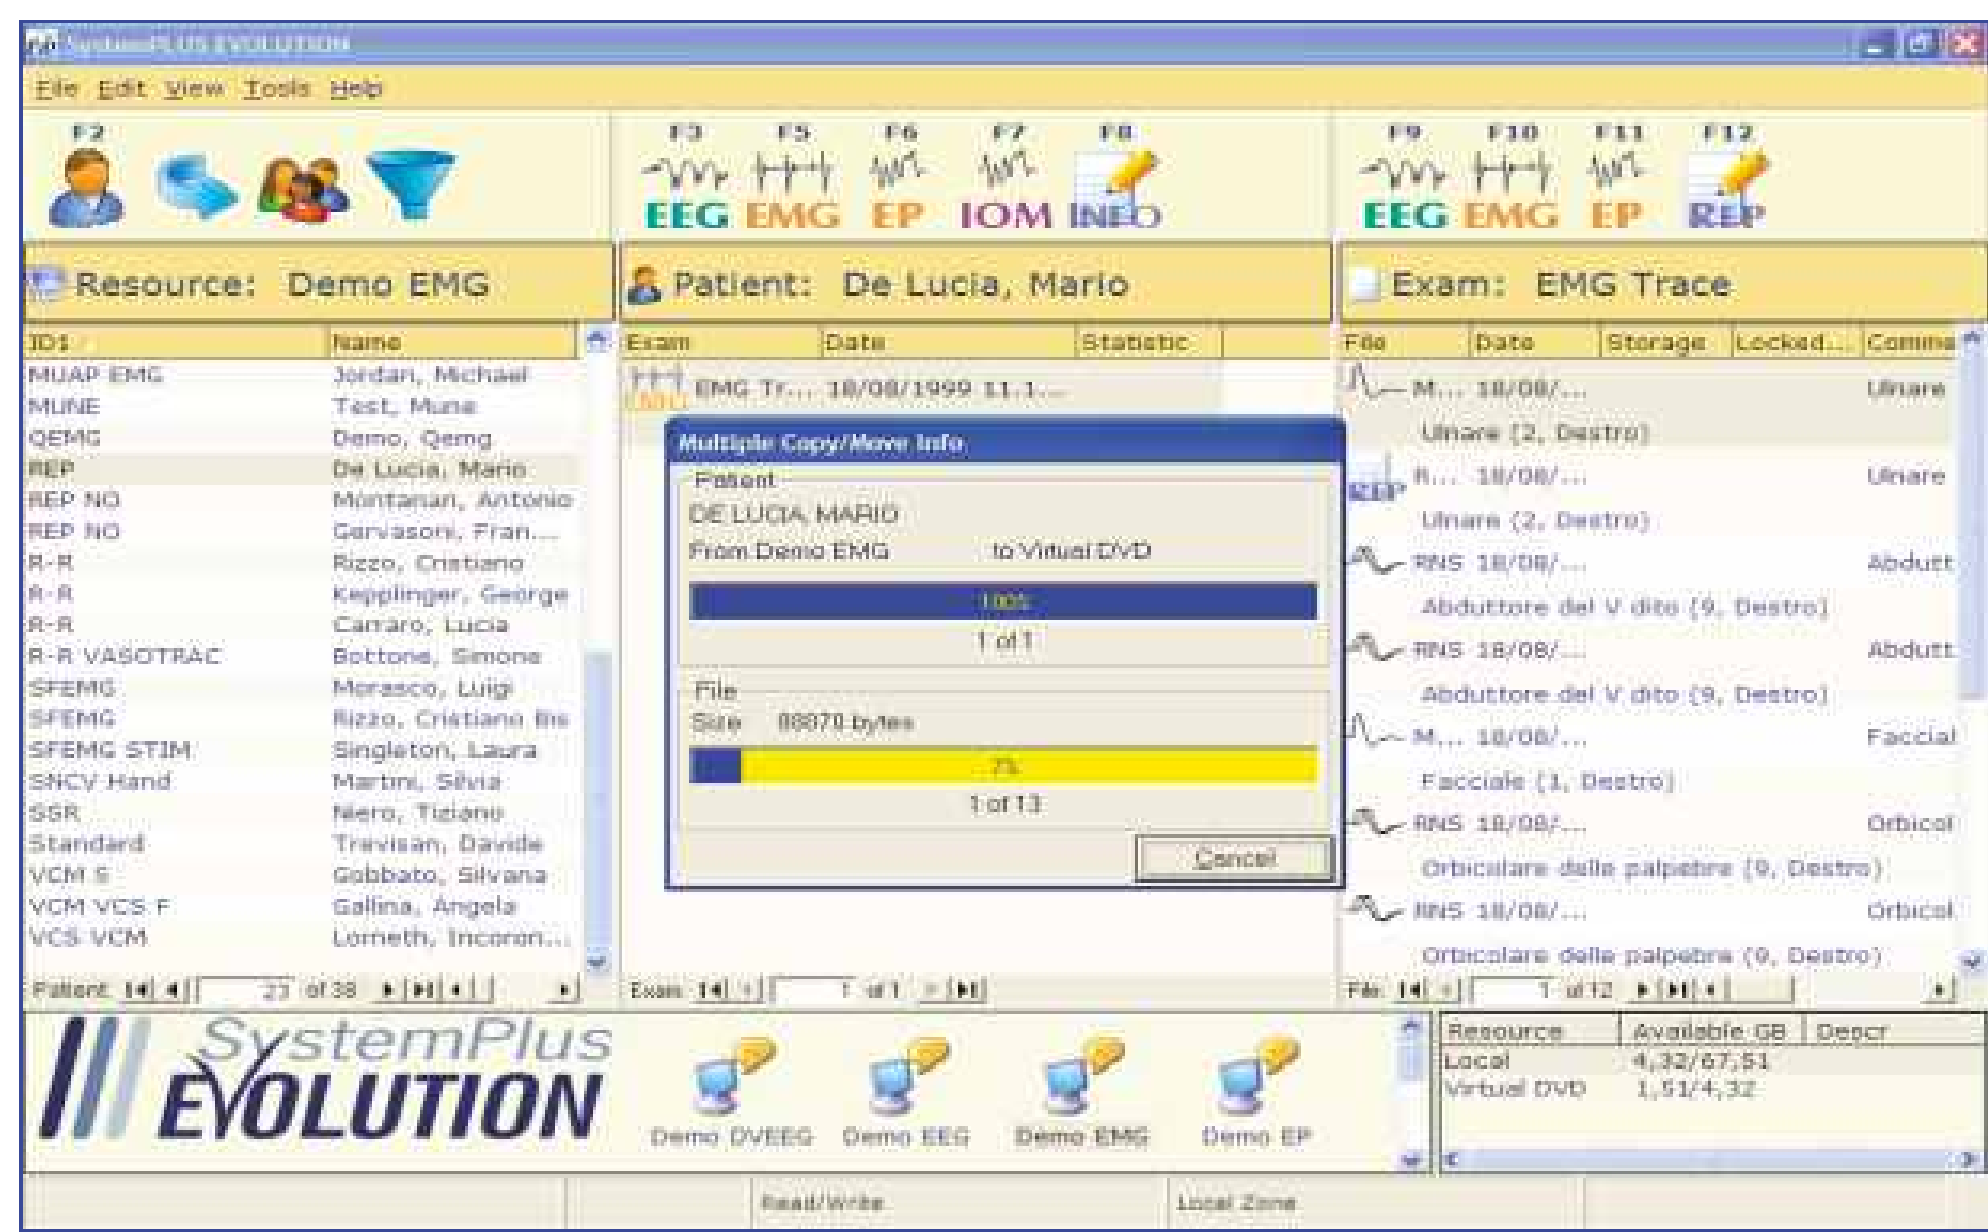 SystemPLUS EVOLUTION
File Edit View Tools Help
F2
F3 F5 F6 F7 F8
EEG EMG EP IOM INFO
F9 F10 F11 F12
EEG EMG EP REP
Resource: Demo EMG
Patient: De Lucia, Mario
Exam: EMG Trace
ID1 Name
MUAP EMG Jordan, Michael
MUNE Test, Mune
QEMG Demo, Qemg
REP De Lucia, Mario
REP NO Montanari, Antonio
REP NO Gervasoni, Fran...
R-R Rizzo, Cristiano
R-R Kepplinger, George
R-R Carraro, Lucia
R-R VASOTRAC Bottone, Simone
SFEMG Morasco, Luigi
SFEMG Rizzo, Cristiano Bis
SFEMG STIM Singleton, Laura
SNCV Hand Martini, Silvia
SSR Niero, Tiziano
Standard Trevisan, Davide
VCM S Gobbato, Silvana
VCM VCS F Gallina, Angela
VCS VCM Lorneth, Incoron...
Patient 23 of 38
Exam Date Statistic
EMG Tr... 18/08/1999 11.1...
Multiple Copy/Move Info
Patient
DE LUCIA, MARIO
From Demo EMG to Virtual DVD
100%
1 of 1
File
Size 88879 bytes
7%
1 of 13
Cancel
Exam 1 of 1
File Date Storage Locked... Comme
M... 18/08/... Ulnare
Ulnare (2, Destro)
REP R... 18/08/... Ulnare
Ulnare (2, Destro)
RNS 18/08/... Abdutt
Abduttore del V dito (9, Destro)
RNS 18/08/... Abdutt
Abduttore del V dito (9, Destro)
M... 18/08/... Faccial
Facciale (1, Destro)
RNS 18/08/... Orbicol
Orbicolare delle palpebre (9, Destro)
RNS 18/08/... Orbicol
Orbicolare delle palpebre (9, Destro)
File 1 of 12
SystemPlus
EVOLUTION
Demo DVEEG Demo EEG Demo EMG Demo EP
Resource Available GB Descr
Local 4,32/67,51
Virtual DVD 1,51/4,32
Read/Write Local Zone